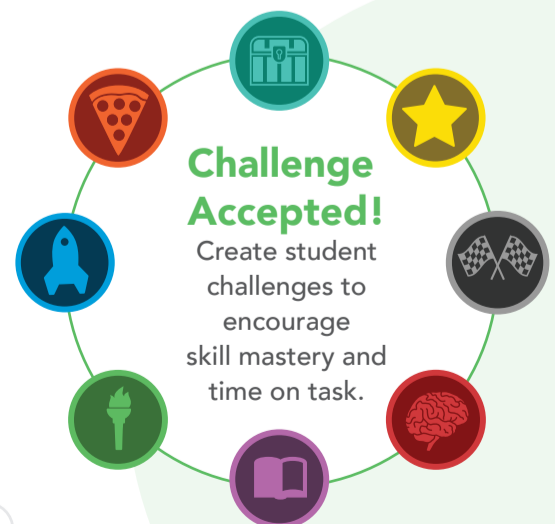 Challenge
Accepted!
Create student
challenges to
encourage
skill mastery and
time on task.